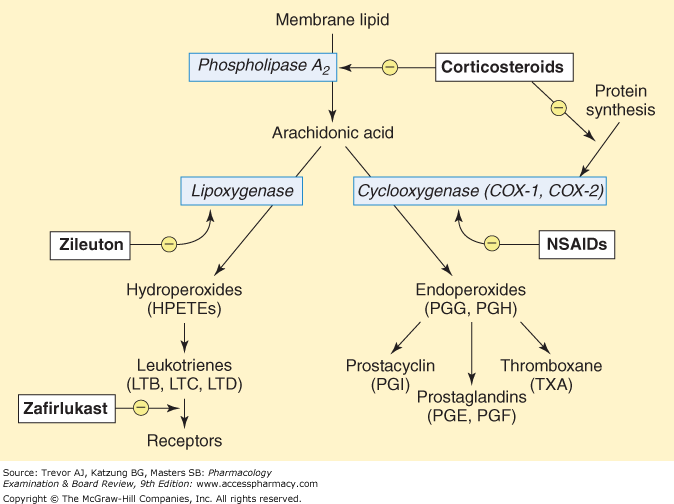 Membrane lipid
Phospholipase A2
−
Corticosteroids
Protein
synthesis
−
Arachidonic acid
Lipoxygenase
Cyclooxygenase (COX-1, COX-2)
Zileuton
−
−
NSAIDs
Hydroperoxides
(HPETEs)
Endoperoxides
(PGG, PGH)
Leukotrienes
(LTB, LTC, LTD)
Prostacyclin
(PGI)
Thromboxane
(TXA)
Prostaglandins
(PGE, PGF)
Zafirlukast
−
Receptors
Source: Trevor AJ, Katzung BG, Masters SB: Pharmacology
Examination & Board Review, 9th Edition: www.accesspharmacy.com
Copyright © The McGraw-Hill Companies, Inc. All rights reserved.